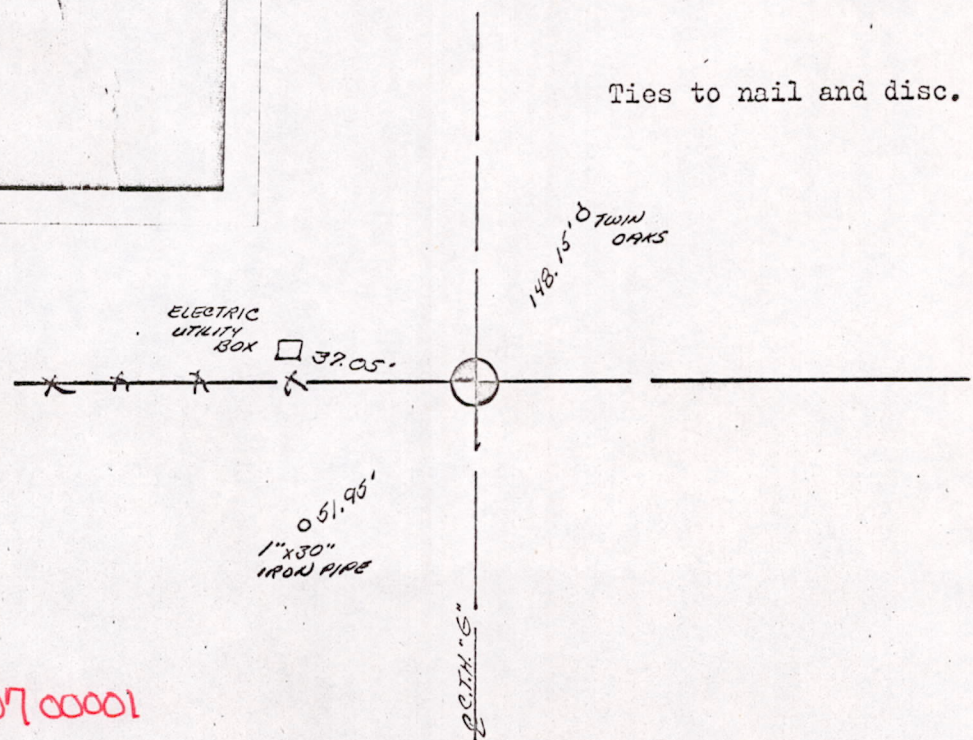 Ties to nail and disc.
148.15'
TWIN
OAKS
ELECTRIC
UTILITY
BOX
37.05'
51.95'
1"x30"
IRON PIPE
C.T.H. "G"
700001